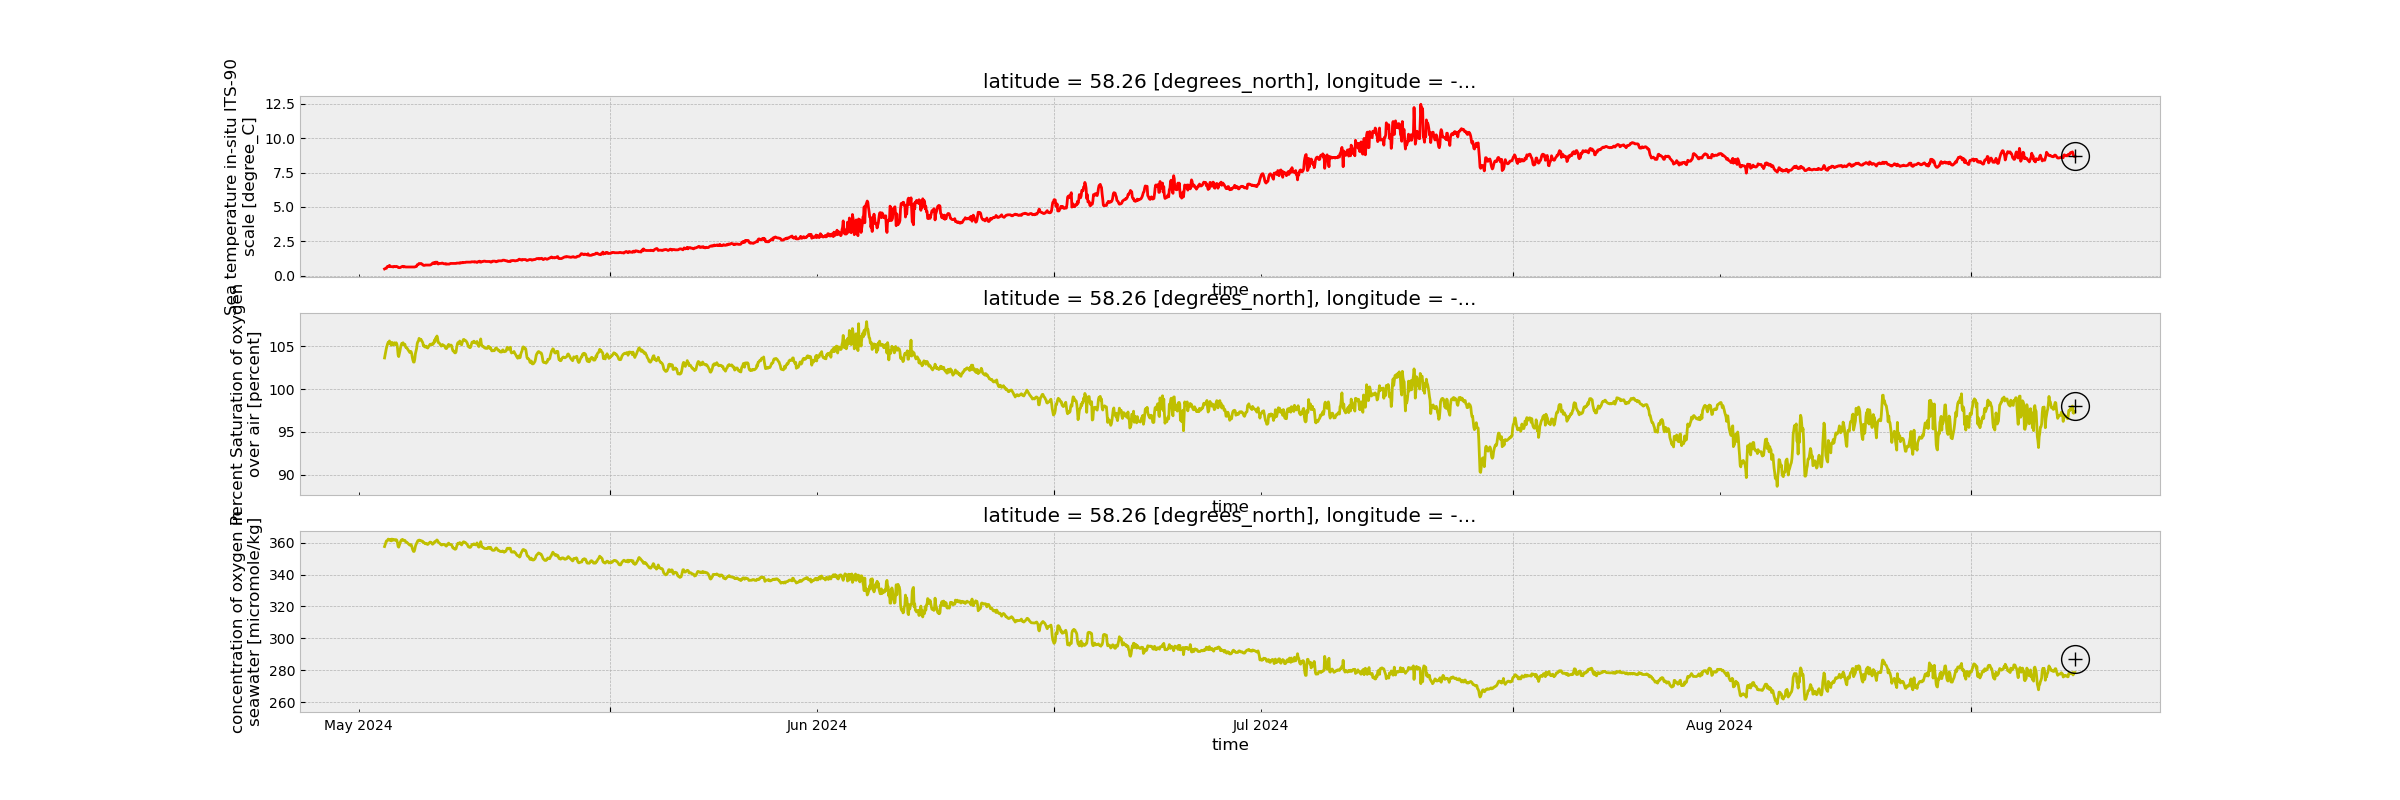 latitude = 58.26 [degrees_north], longitude = -...
Sea temperature in-situ ITS-90
scale [degree_C]
12.5
10.0
7.5
5.0
2.5
0.0
time
latitude = 58.26 [degrees_north], longitude = -...
Percent Saturation of oxygen
over air [percent]
105
100
95
90
time
latitude = 58.26 [degrees_north], longitude = -...
concentration of oxygen in
seawater [micromole/kg]
360
340
320
300
280
260
May 2024
Jun 2024
Jul 2024
Aug 2024
time